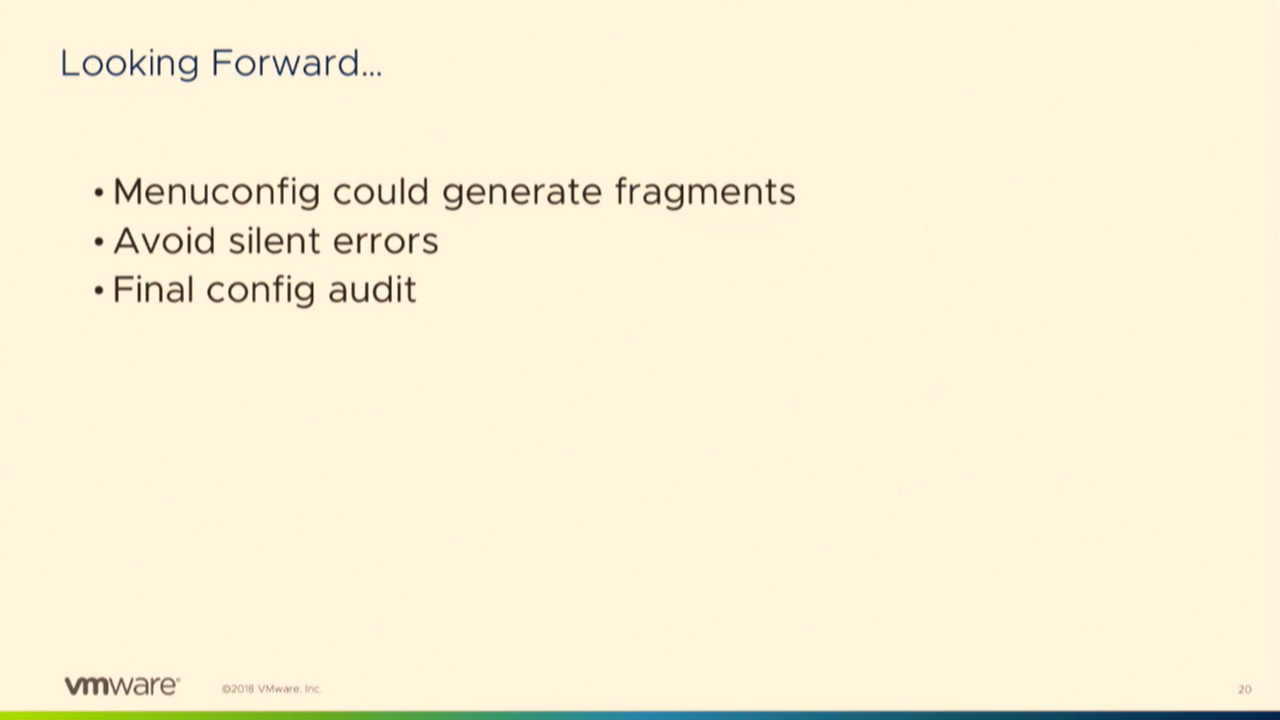 Looking Forward...
• Menuconfig could generate fragments
• Avoid silent errors
• Final config audit
vmware®
©2018 VMware, Inc.
20